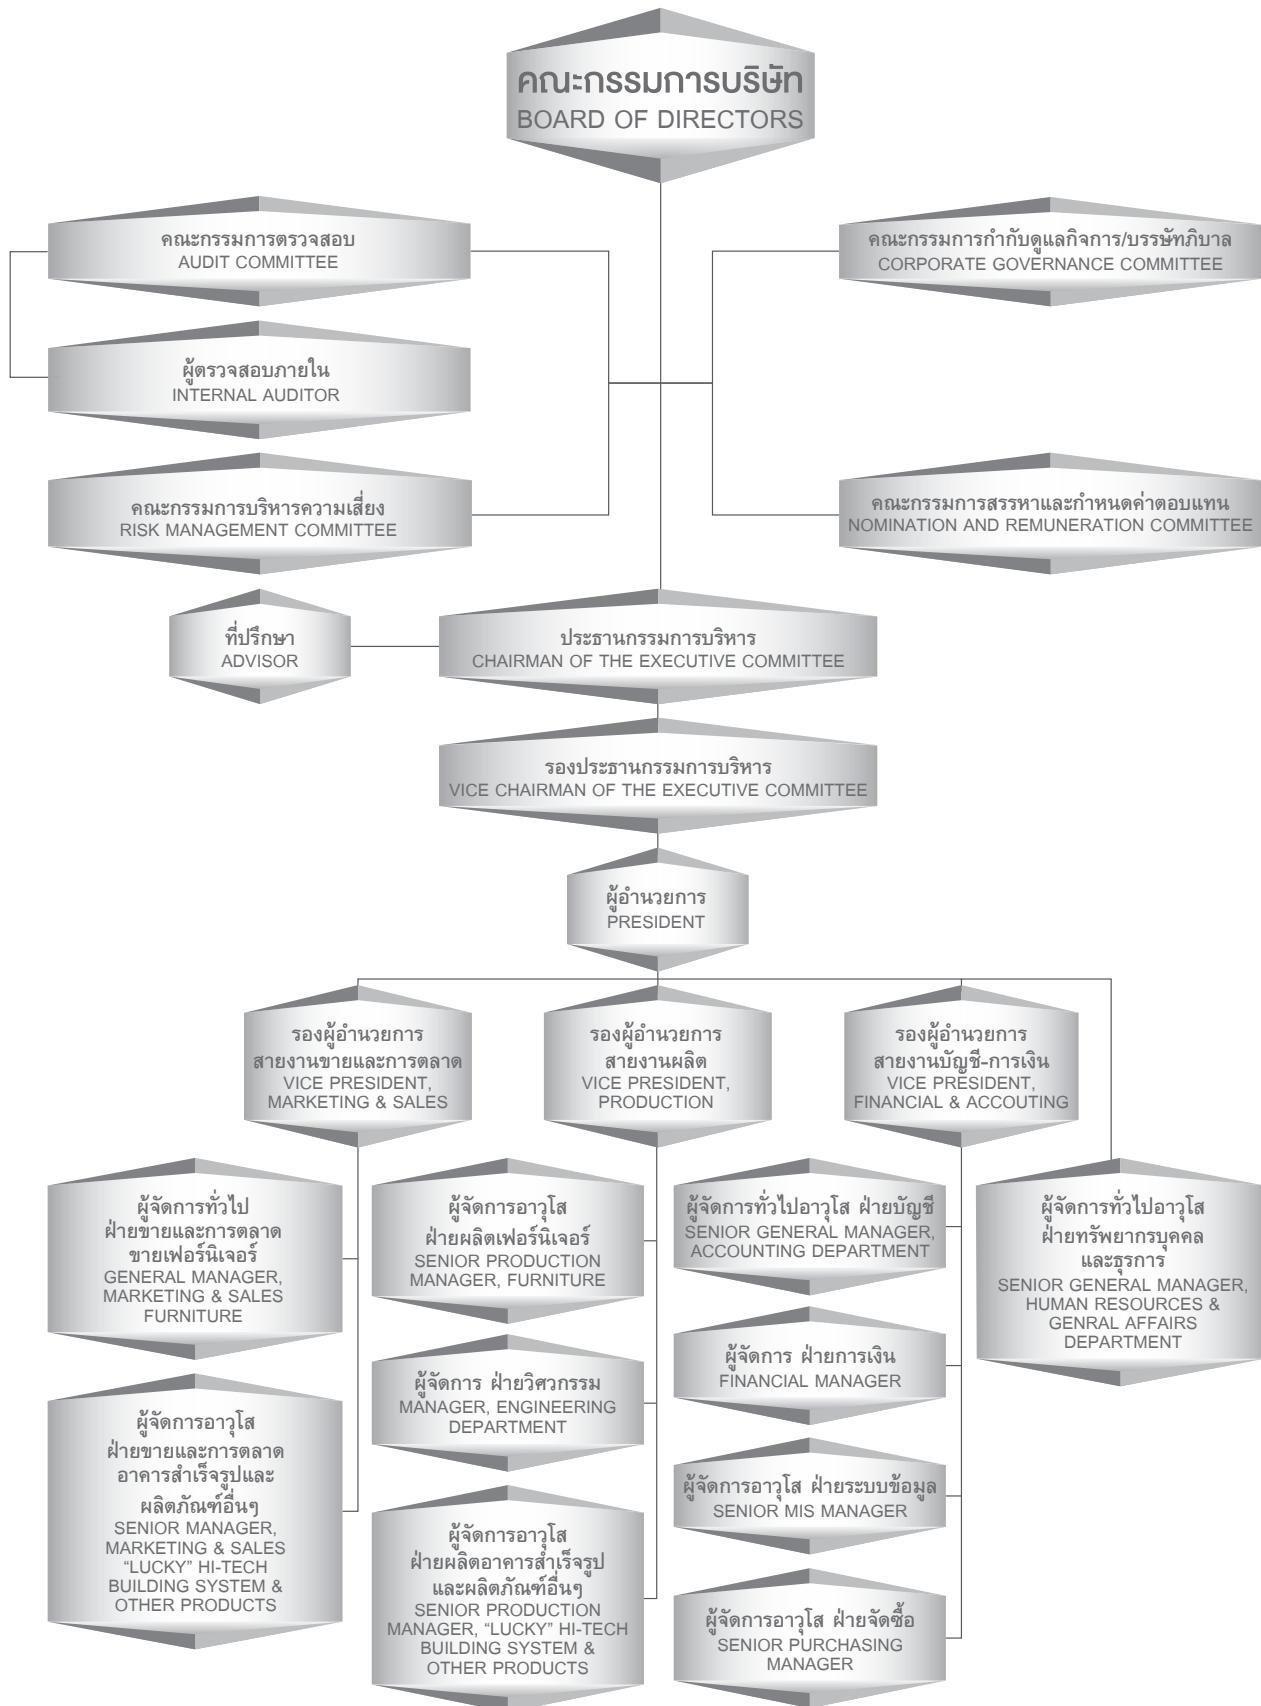 คณะกรรมการบริษัท
BOARD OF DIRECTORS
คณะกรรมการตรวจสอบ
AUDIT COMMITTEE
คณะกรรมการกำกับดูแลกิจการ/บรรษัทภิบาล
CORPORATE GOVERNANCE COMMITTEE
ผู้ตรวจสอบภายใน
INTERNAL AUDITOR
คณะกรรมการบริหารความเสี่ยง
RISK MANAGEMENT COMMITTEE
คณะกรรมการสรรหาและกำหนดค่าตอบแทน
NOMINATION AND REMUNERATION COMMITTEE
ที่ปรึกษา
ADVISOR
ประธานกรรมการบริหาร
CHAIRMAN OF THE EXECUTIVE COMMITTEE
รองประธานกรรมการบริหาร
VICE CHAIRMAN OF THE EXECUTIVE COMMITTEE
ผู้อำนวยการ
PRESIDENT
รองผู้อำนวยการ
สายงานขายและการตลาด
VICE PRESIDENT,
MARKETING & SALES
รองผู้อำนวยการ
สายงานผลิต
VICE PRESIDENT,
PRODUCTION
รองผู้อำนวยการ
สายงานบัญชี-การเงิน
VICE PRESIDENT,
FINANCIAL & ACCOUTING
ผู้จัดการทั่วไป
ฝ่ายขายและการตลาด
ขายเฟอร์นิเจอร์
GENERAL MANAGER,
MARKETING & SALES
FURNITURE
ผู้จัดการอาวุโส
ฝ่ายผลิตเฟอร์นิเจอร์
SENIOR PRODUCTION
MANAGER, FURNITURE
ผู้จัดการทั่วไปอาวุโส ฝ่ายบัญชี
SENIOR GENERAL MANAGER,
ACCOUNTING DEPARTMENT
ผู้จัดการทั่วไปอาวุโส
ฝ่ายทรัพยากรบุคคล
และธุรการ
SENIOR GENERAL MANAGER,
HUMAN RESOURCES &
GENRAL AFFAIRS
DEPARTMENT
ผู้จัดการ ฝ่ายวิศวกรรม
MANAGER, ENGINEERING
DEPARTMENT
ผู้จัดการ ฝ่ายการเงิน
FINANCIAL MANAGER
ผู้จัดการอาวุโส
ฝ่ายขายและการตลาด
อาคารสำเร็จรูปและ
ผลิตภัณฑ์อื่นๆ
SENIOR MANAGER,
MARKETING & SALES
“LUCKY” HI-TECH
BUILDING SYSTEM &
OTHER PRODUCTS
ผู้จัดการอาวุโส
ฝ่ายผลิตอาคารสำเร็จรูป
และผลิตภัณฑ์อื่นๆ
SENIOR PRODUCTION
MANAGER, “LUCKY” HI-TECH
BUILDING SYSTEM &
OTHER PRODUCTS
ผู้จัดการอาวุโส ฝ่ายระบบข้อมูล
SENIOR MIS MANAGER
ผู้จัดการอาวุโส ฝ่ายจัดซื้อ
SENIOR PURCHASING
MANAGER